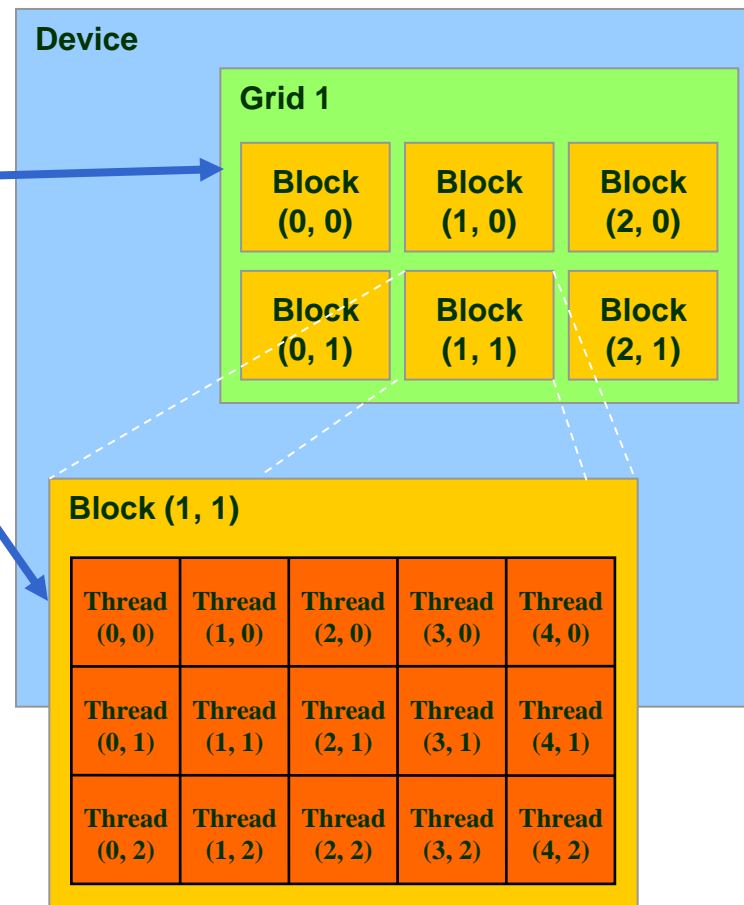 Device
Grid 1
Block Block Block
(0, 0) (1, 0) (2, 0)
Block Block Block
(0, 1) (1, 1) (2, 1)
Block (1, 1)
Thread Thread Thread Thread Thread
(0, 0) (1, 0) (2, 0) (3, 0) (4, 0)
Thread Thread Thread Thread Thread
(0, 1) (1, 1) (2, 1) (3, 1) (4, 1)
Thread Thread Thread Thread Thread
(0, 2) (1, 2) (2, 2) (3, 2) (4, 2)